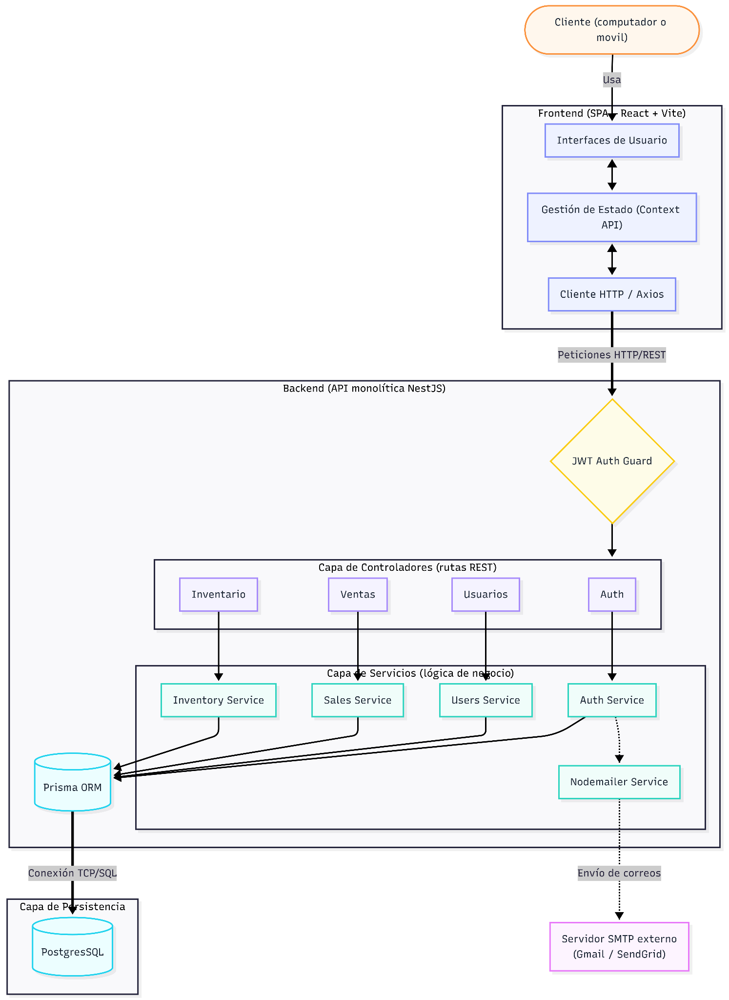 Cliente (computador o
movil)
Usa
Frontend (SPA - React + Vite)
Interfaces de Usuario
Gestión de Estado (Context
API)
Cliente HTTP / Axios
Peticiones HTTP/REST
Backend (API monolítica NestJS)
JWT Auth Guard
Capa de Controladores (rutas REST)
Inventario
Ventas
Usuarios
Auth
Capa de Servicios (lógica de negocio)
Inventory Service
Sales Service
Users Service
Auth Service
Prisma ORM
Nodemailer Service
Conexión TCP/SQL
Envío de correos
Capa de Persistencia
PostgresSQL
Servidor SMTP externo
(Gmail / SendGrid)